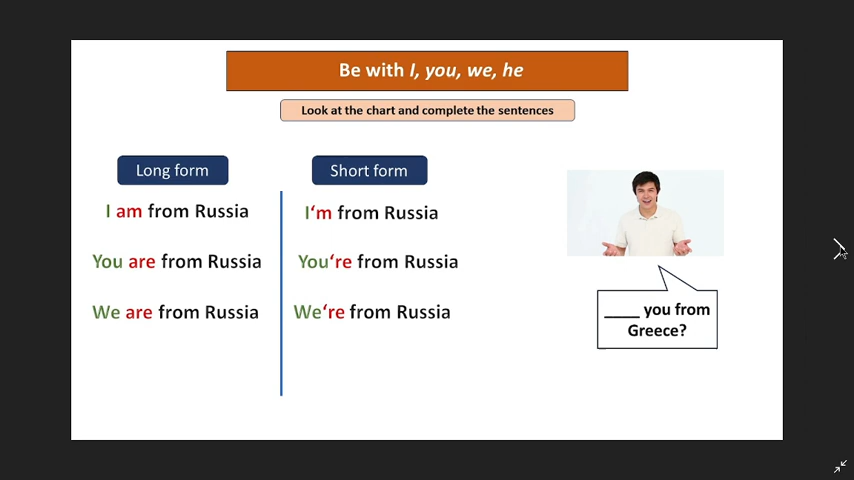 Be with I, you, we, he
Look at the chart and complete the sentences
Long form
Short form
I am from Russia
I‘m from Russia
You are from Russia
You‘re from Russia
We are from Russia
We‘re from Russia
____ you from
Greece?